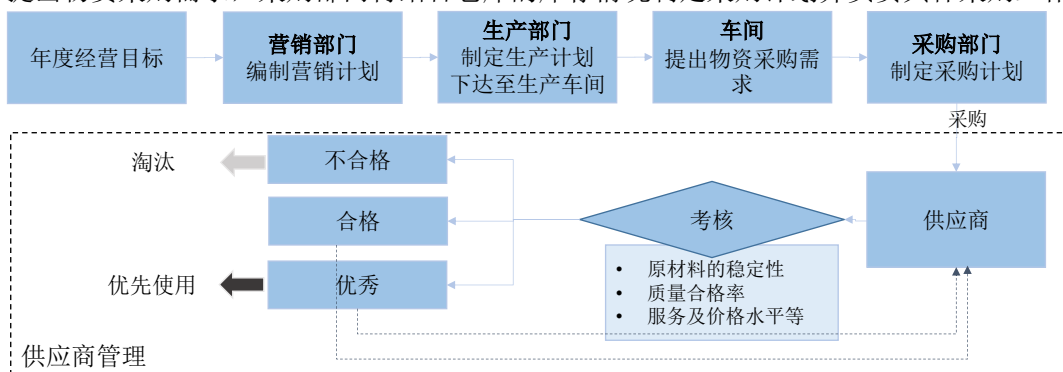 年度经营目标
营销部门
编制营销计划
生产部门
制定生产计划
下达至生产车间
车间
提出物资采购需
求
采购部门
制定采购计划
采购
淘汰
不合格
合格
优先使用
优秀
考核
• 原材料的稳定性
• 质量合格率
• 服务及价格水平等
供应商
供应商管理